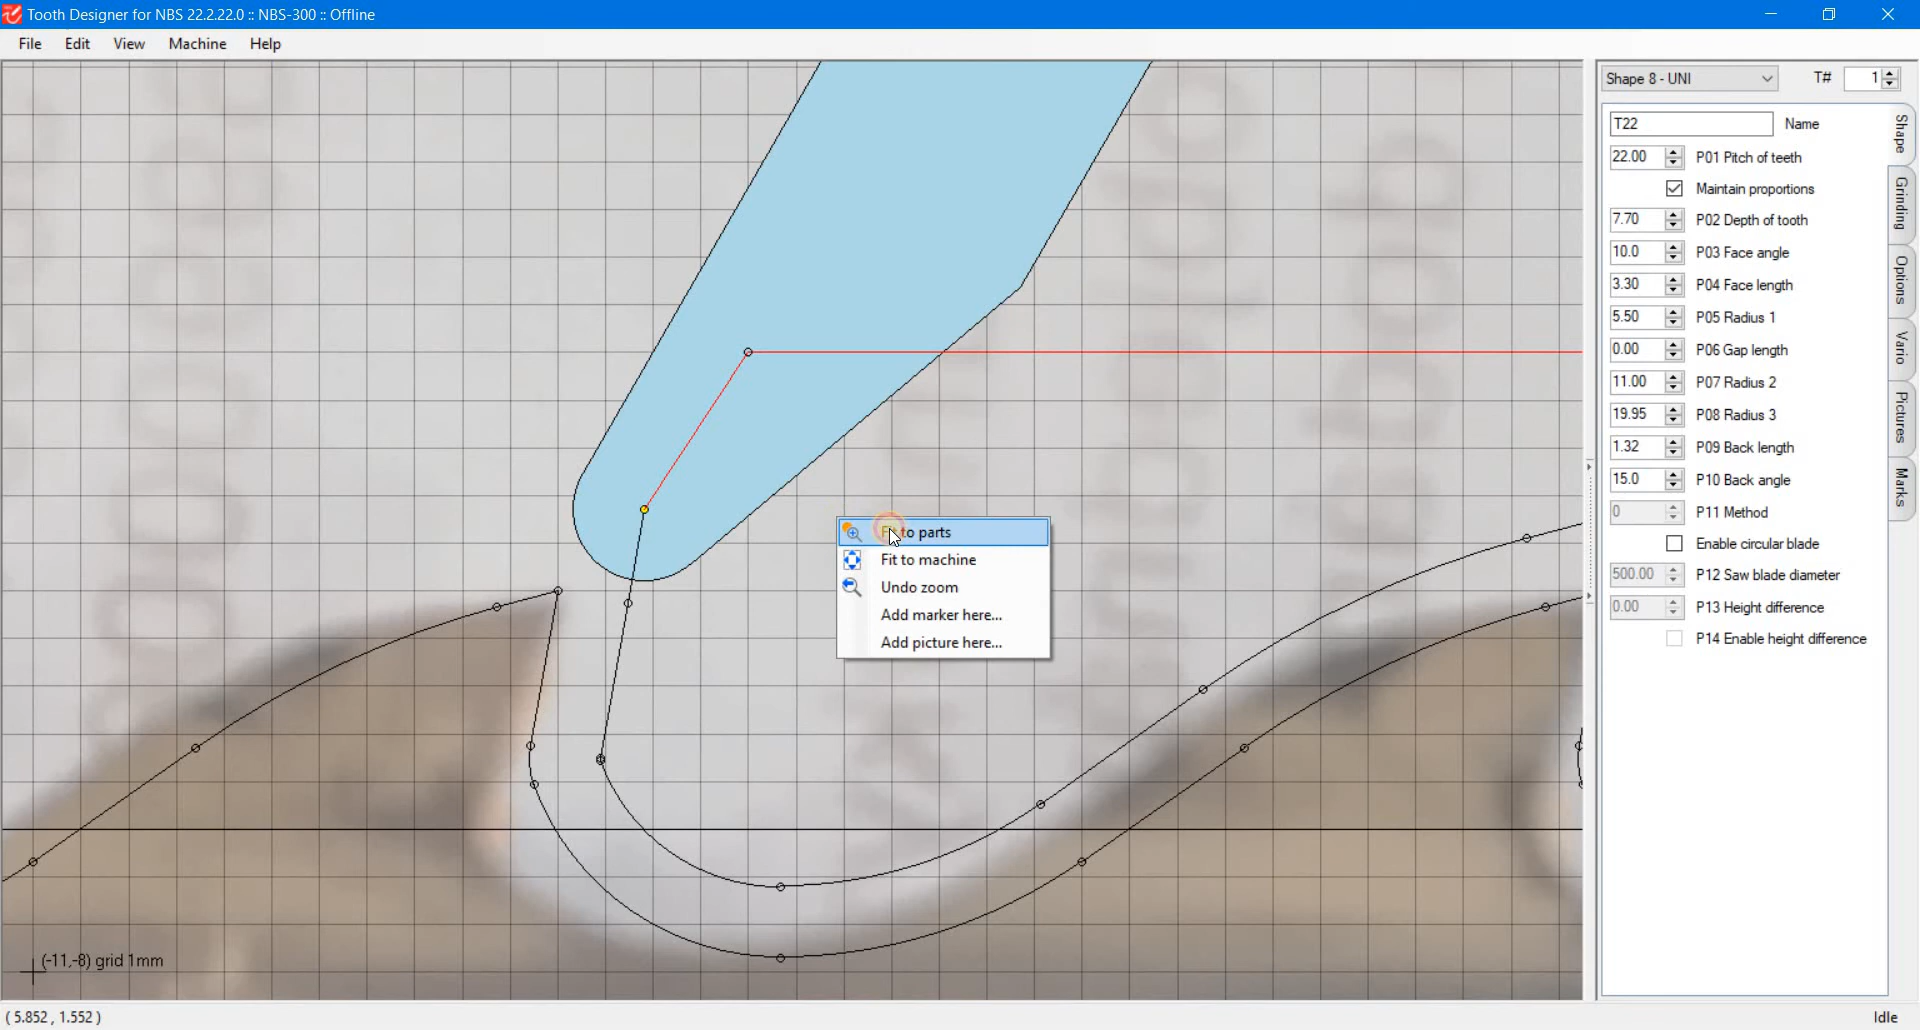 Tooth Designer for NBS 22.2.22.0 :: NBS-300 :: Offline
File Edit View Machine Help
Shape 8 - UNI T# 1
T22 Name
22.00 P01 Pitch of teeth
Maintain proportions
7.70 P02 Depth of tooth
10.0 P03 Face angle
3.30 P04 Face length
5.50 P05 Radius 1
0.00 P06 Gap length
11.00 P07 Radius 2
19.95 P08 Radius 3
1.32 P09 Back length
15.0 P10 Back angle
0 P11 Method
Enable circular blade
500.00 P12 Saw blade diameter
0.00 P13 Height difference
P14 Enable height difference
Shape
Grinding
Options
Vario
Pictures
Marks
Fit to parts
Fit to machine
Undo zoom
Add marker here...
Add picture here...
(-11,-8) grid 1mm
( 5.852 , 1.552 )
Idle